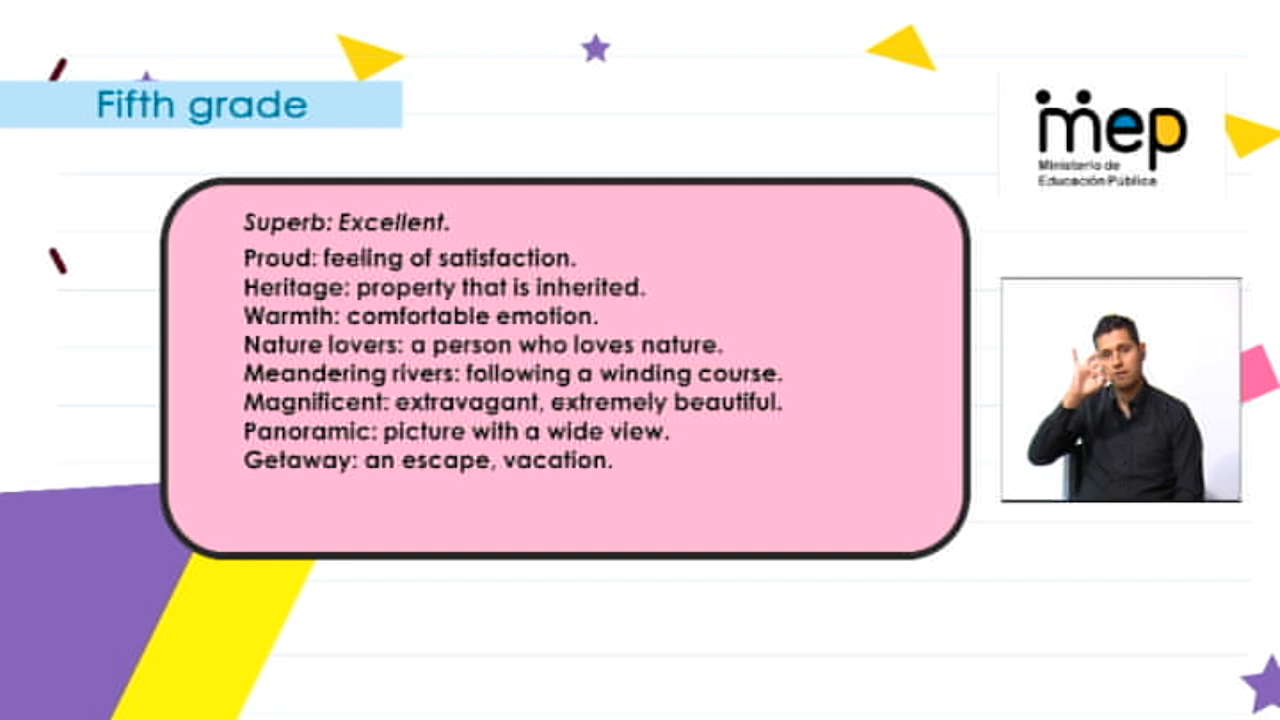 Fifth grade
mep
Ministerio de
Educación Pública
Superb: Excellent.
Proud: feeling of satisfaction.
Heritage: property that is inherited.
Warmth: comfortable emotion.
Nature lovers: a person who loves nature.
Meandering rivers: following a winding course.
Magnificent: extravagant, extremely beautiful.
Panoramic: picture with a wide view.
Getaway: an escape, vacation.